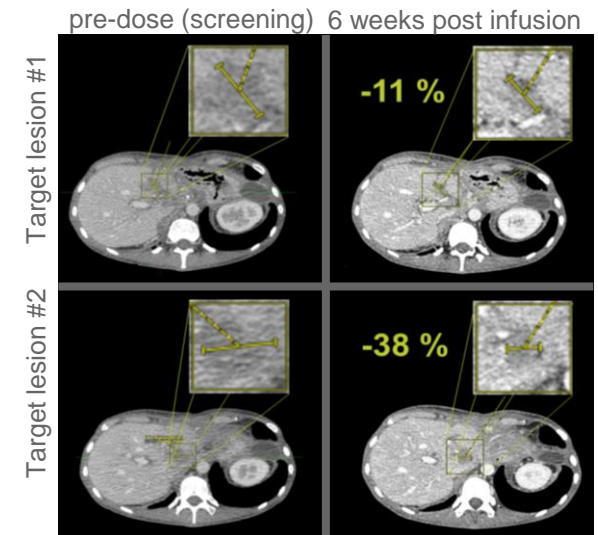 pre-dose (screening) 6 weeks post infusion
Target lesion #1
-11 %
Target lesion #2
-38 %